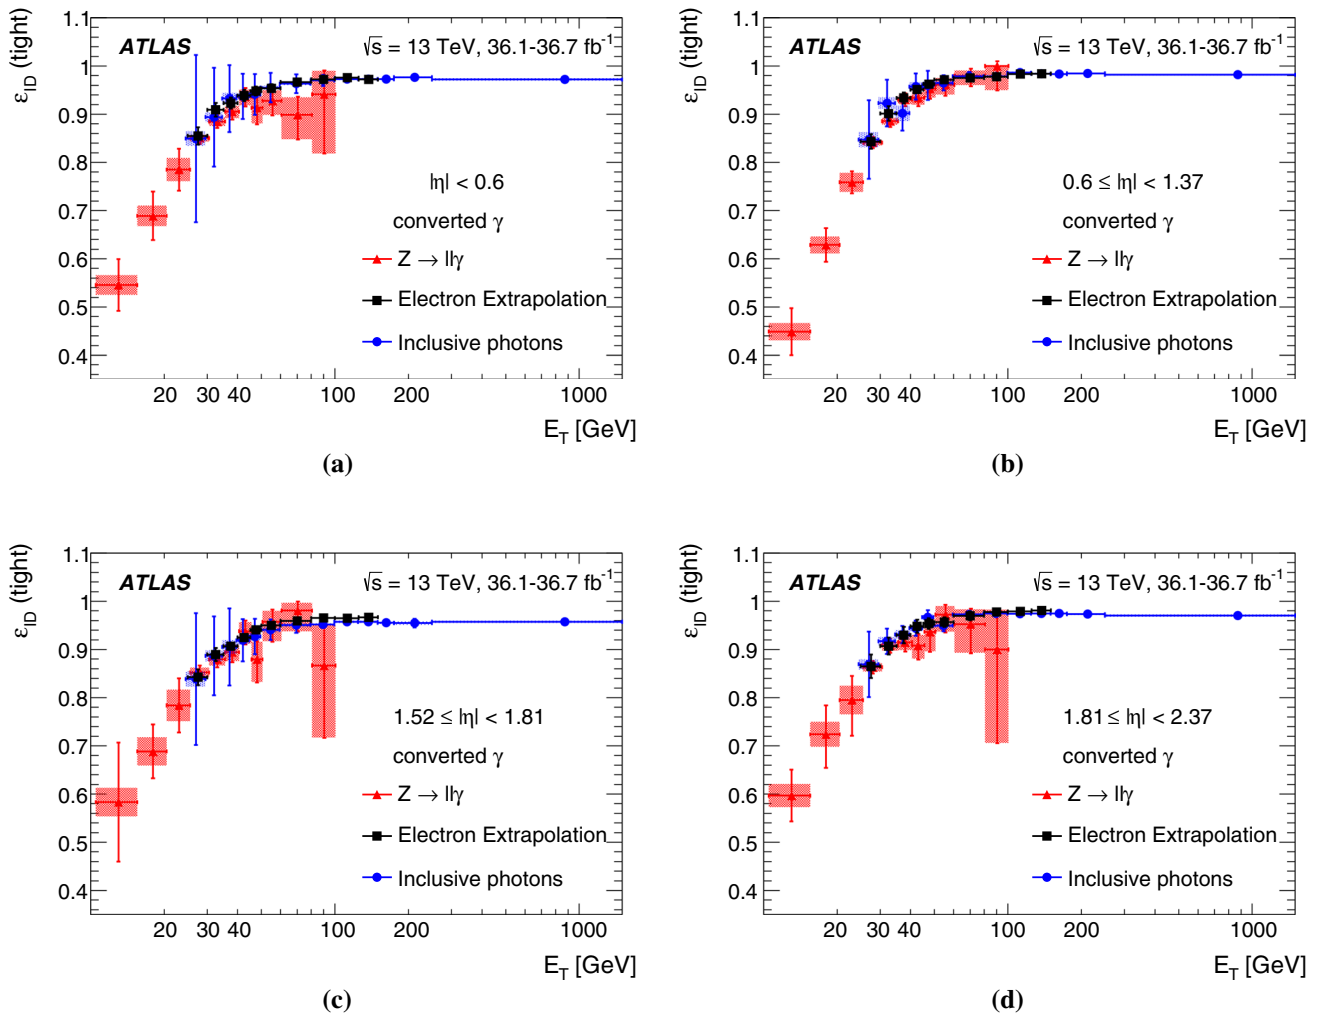 1.1
1
0.9
0.8
0.7
0.6
0.5
0.4
ε_ID (tight)
ATLAS
√s = 13 TeV, 36.1-36.7 fb⁻¹
|η| < 0.6
converted γ
Z → llγ
Electron Extrapolation
Inclusive photons
20 30 40 100 200 1000
E_T [GeV]
(a)
1.1
1
0.9
0.8
0.7
0.6
0.5
0.4
ε_ID (tight)
ATLAS
√s = 13 TeV, 36.1-36.7 fb⁻¹
0.6 ≤ |η| < 1.37
converted γ
Z → llγ
Electron Extrapolation
Inclusive photons
20 30 40 100 200 1000
E_T [GeV]
(b)
1.1
1
0.9
0.8
0.7
0.6
0.5
0.4
ε_ID (tight)
ATLAS
√s = 13 TeV, 36.1-36.7 fb⁻¹
1.52 ≤ |η| < 1.81
converted γ
Z → llγ
Electron Extrapolation
Inclusive photons
20 30 40 100 200 1000
E_T [GeV]
(c)
1.1
1
0.9
0.8
0.7
0.6
0.5
0.4
ε_ID (tight)
ATLAS
√s = 13 TeV, 36.1-36.7 fb⁻¹
1.81 ≤ |η| < 2.37
converted γ
Z → llγ
Electron Extrapolation
Inclusive photons
20 30 40 100 200 1000
E_T [GeV]
(d)